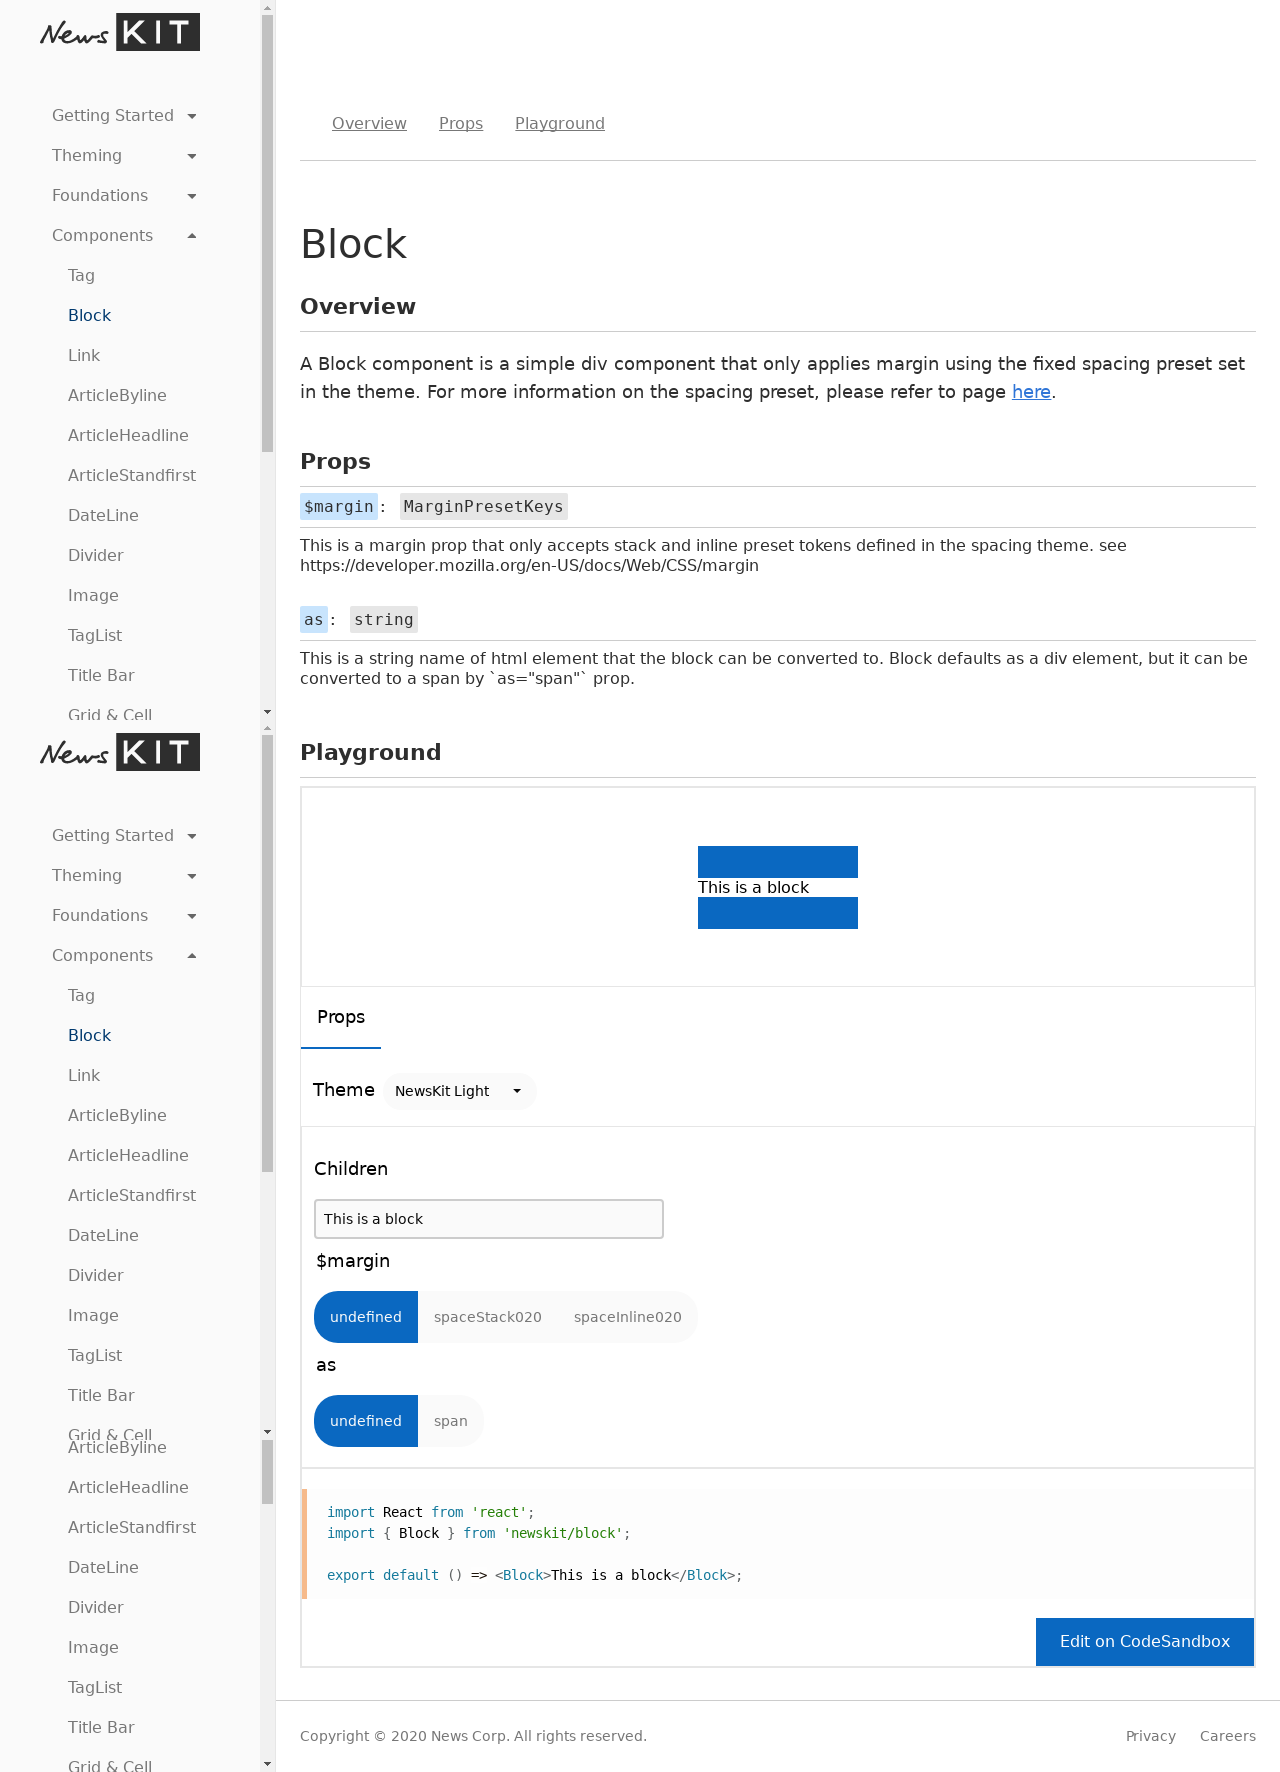 News KIT
Getting Started
Theming
Foundations
Components
Tag
Block
Link
ArticleByline
ArticleHeadline
ArticleStandfirst
DateLine
Divider
Image
TagList
Title Bar
Grid & Cell
News KIT
Getting Started
Theming
Foundations
Components
Tag
Block
Link
ArticleByline
ArticleHeadline
ArticleStandfirst
DateLine
Divider
Image
TagList
Title Bar
Grid & Cell
ArticleByline
ArticleHeadline
ArticleStandfirst
DateLine
Divider
Image
TagList
Title Bar
Grid & Cell
Overview Props Playground
Block
Overview
A Block component is a simple div component that only applies margin using the fixed spacing preset set
in the theme. For more information on the spacing preset, please refer to page here.
Props
$margin : MarginPresetKeys
This is a margin prop that only accepts stack and inline preset tokens defined in the spacing theme. see
https://developer.mozilla.org/en-US/docs/Web/CSS/margin
as : string
This is a string name of html element that the block can be converted to. Block defaults as a div element, but it can be
converted to a span by `as="span"` prop.
Playground
This is a block
Props
Theme NewsKit Light
Children
This is a block
$margin
undefined spaceStack020 spaceInline020
as
undefined span
import React from 'react';
import { Block } from 'newskit/block';
export default () => <Block>This is a block</Block>;
Edit on CodeSandbox
Copyright © 2020 News Corp. All rights reserved. Privacy Careers